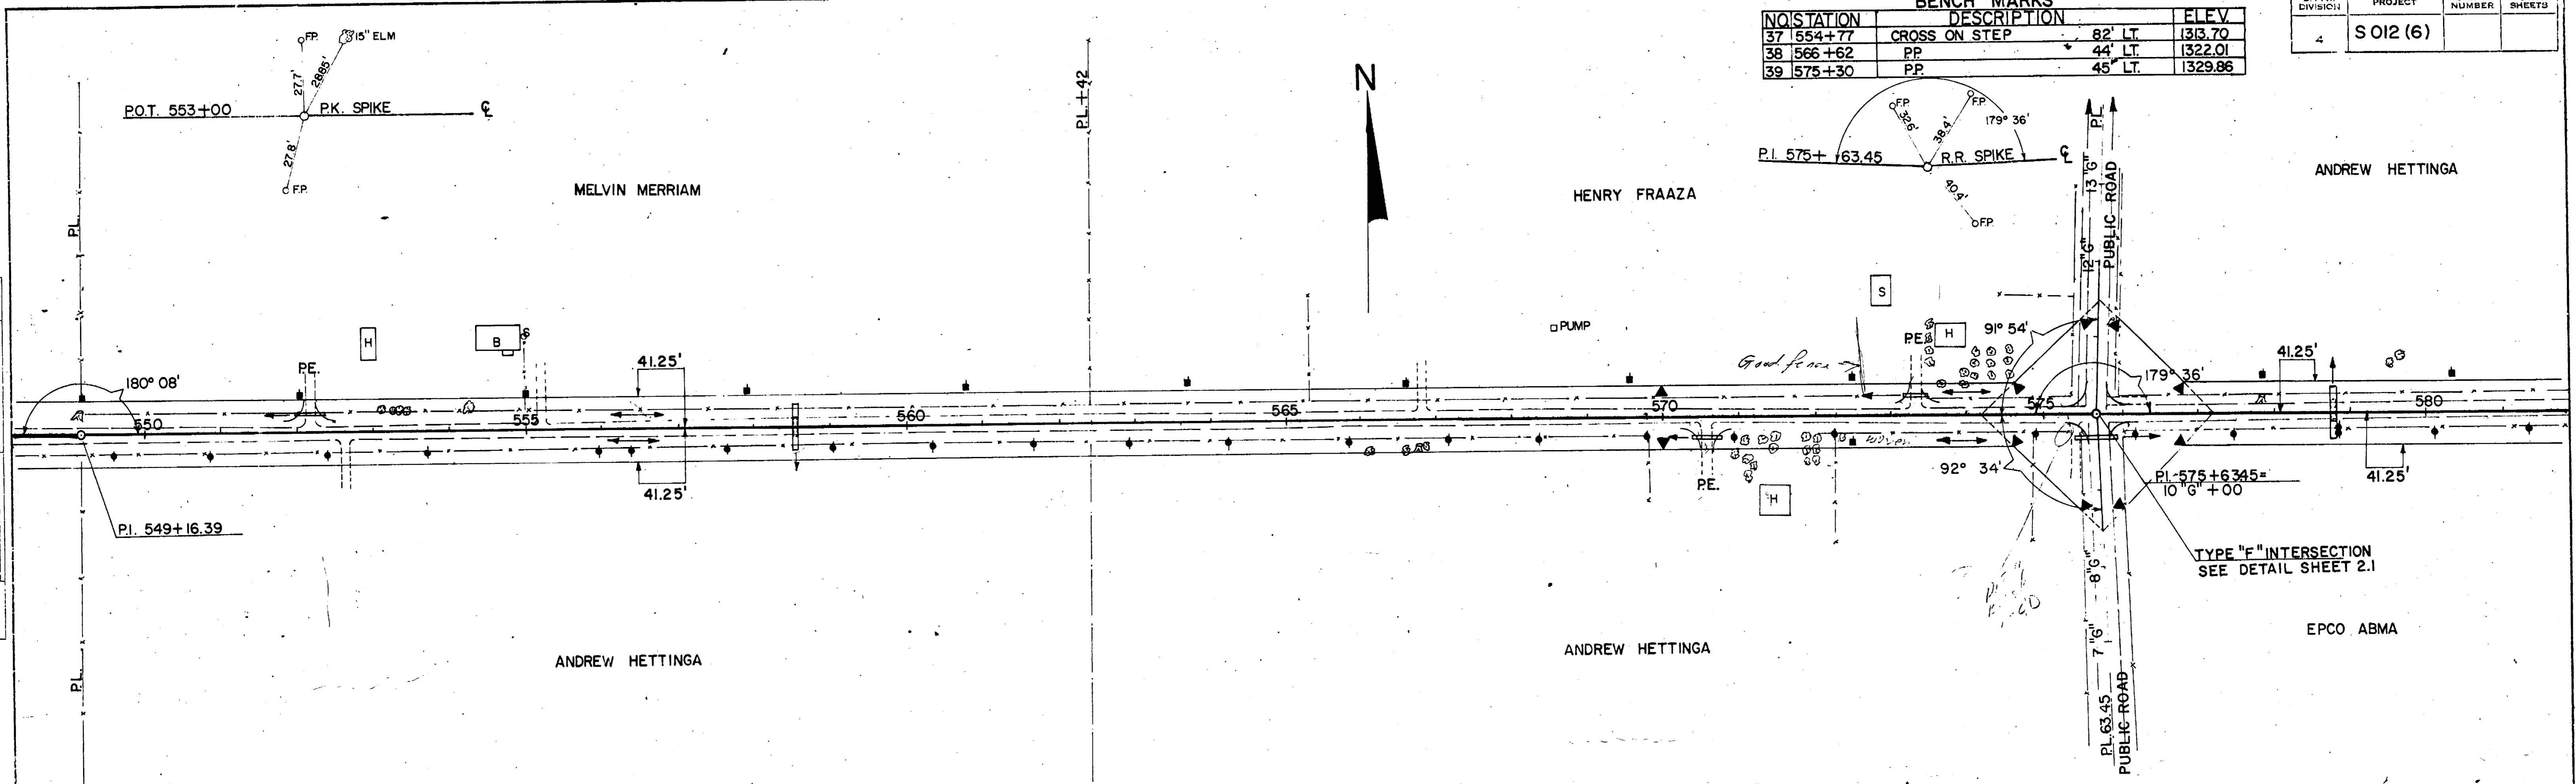 BENCH MARKS
NO STATION DESCRIPTION ELEV.
37 554+77 CROSS ON STEP 82' LT. 1313.70
38 566+62 P.P. 44' LT. 1322.01
39 575+30 P.P. 45' LT. 1329.86
DIVISION PROJECT NUMBER SHEETS
4 S 012 (6)
F.P. 15" ELM
27.7'
28.85'
P.O.T. 553+00 P.K. SPIKE ℄
27.8'
F.P.
P.L.
MELVIN MERRIAM
P.L.+42
N
HENRY FRAAZA
F.P. F.P.
32.6'
38.4'
179° 36'
P.I. 575+63.45 R.R. SPIKE ℄
40.4'
F.P.
P.L.
13 "G"
12 "G"
PUBLIC ROAD
ANDREW HETTINGA
S
PUMP
H
B
S
P.E.
41.25'
Good fence
P.E.
H
91° 54'
179° 36'
41.25'
180° 08'
550
555
560
565
570
575
580
woven
41.25'
P.E.
H
92° 34'
P.I. 575+63.45=
10 "G"+00
41.25'
P.I. 549+16.39
TYPE "F" INTERSECTION
SEE DETAIL SHEET 2.1
8 "G"
7 "G"
P.L. 63.45
PUBLIC ROAD
P.L.
ANDREW HETTINGA
ANDREW HETTINGA
EPCO ABMA